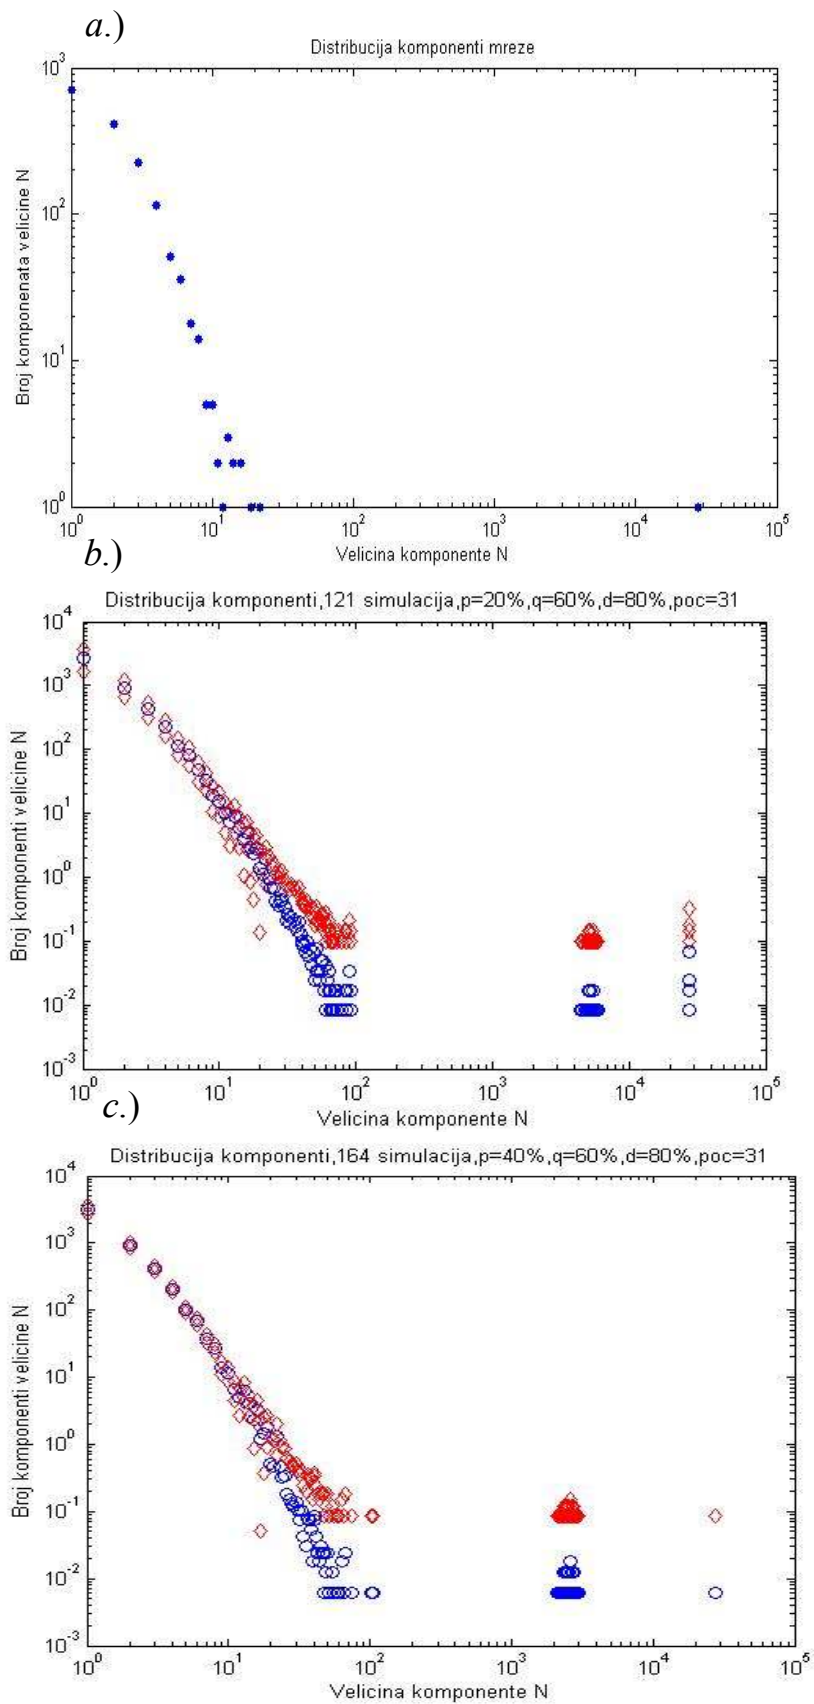 a.)
Distribucija komponenti mreze
10^3
10^2
10^1
10^0
Broj komponenata velicine N
10^0 10^1 10^2 10^3 10^4 10^5
Velicina komponente N
b.)
Distribucija komponenti,121 simulacija,p=20%,q=60%,d=80%,poc=31
10^4
10^3
10^2
10^1
10^0
10^-1
10^-2
10^-3
Broj komponenti velicine N
10^0 10^1 10^2 10^3 10^4 10^5
Velicina komponente N
c.)
Distribucija komponenti,164 simulacija,p=40%,q=60%,d=80%,poc=31
10^4
10^3
10^2
10^1
10^0
10^-1
10^-2
10^-3
Broj komponenti velicine N
10^0 10^1 10^2 10^3 10^4 10^5
Velicina komponente N